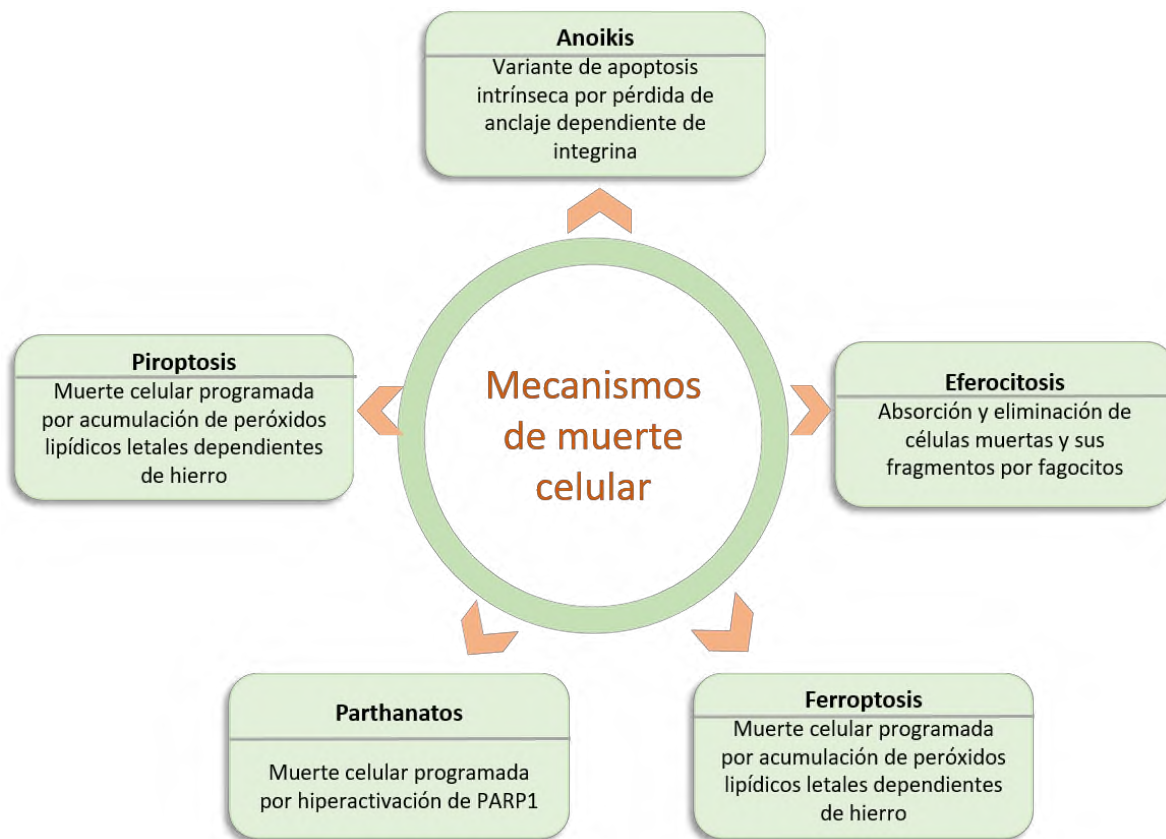 Anoikis
Variante de apoptosis
intrínseca por pérdida de
anclaje dependiente de
integrina
Piroptosis
Muerte celular programada
por acumulación de peróxidos
lipídicos letales dependientes
de hierro
Mecanismos
de muerte
celular
Eferocitosis
Absorción y eliminación de
células muertas y sus
fragmentos por fagocitos
Parthanatos
Muerte celular programada
por hiperactivación de PARP1
Ferroptosis
Muerte celular programada
por acumulación de peróxidos
lipídicos letales dependientes
de hierro